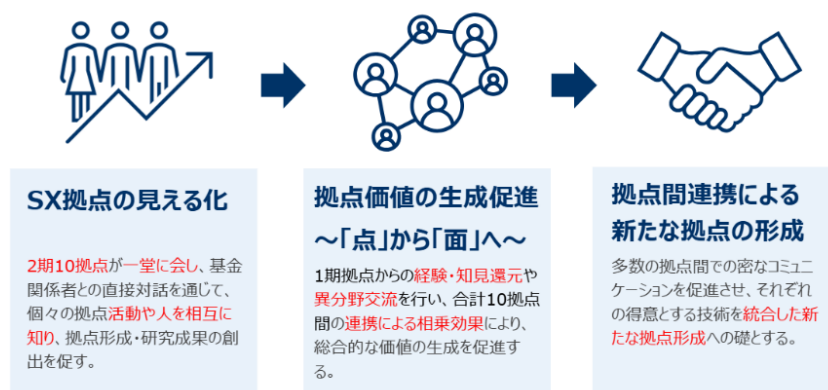 SX拠点の見える化
2期10拠点が一堂に会し、基金
関係者との直接対話を通じて、
個々の拠点活動や人を相互に
知り、拠点形成・研究成果の創
出を促す。
拠点価値の生成促進
～「点」から「面」へ～
1期拠点からの経験・知見還元や
異分野交流を行い、合計10拠点
間の連携による相乗効果により、
総合的な価値の生成を促進す
る。
拠点間連携による
新たな拠点の形成
多数の拠点間での密なコミュニ
ケーションを促進させ、それぞれ
の得意とする技術を統合した新
たな拠点形成への礎とする。